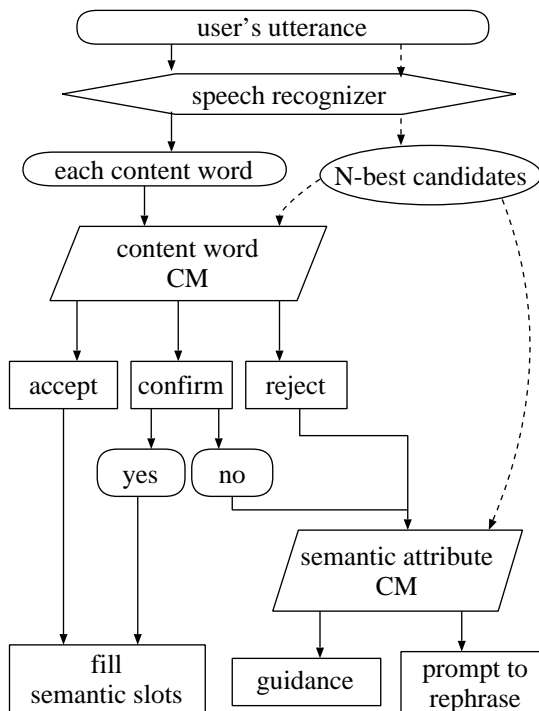 user's utterance
speech recognizer
each content word
N-best candidates
content word
CM
accept
confirm
reject
yes
no
semantic attribute
CM
fill
semantic slots
guidance
prompt to
rephrase